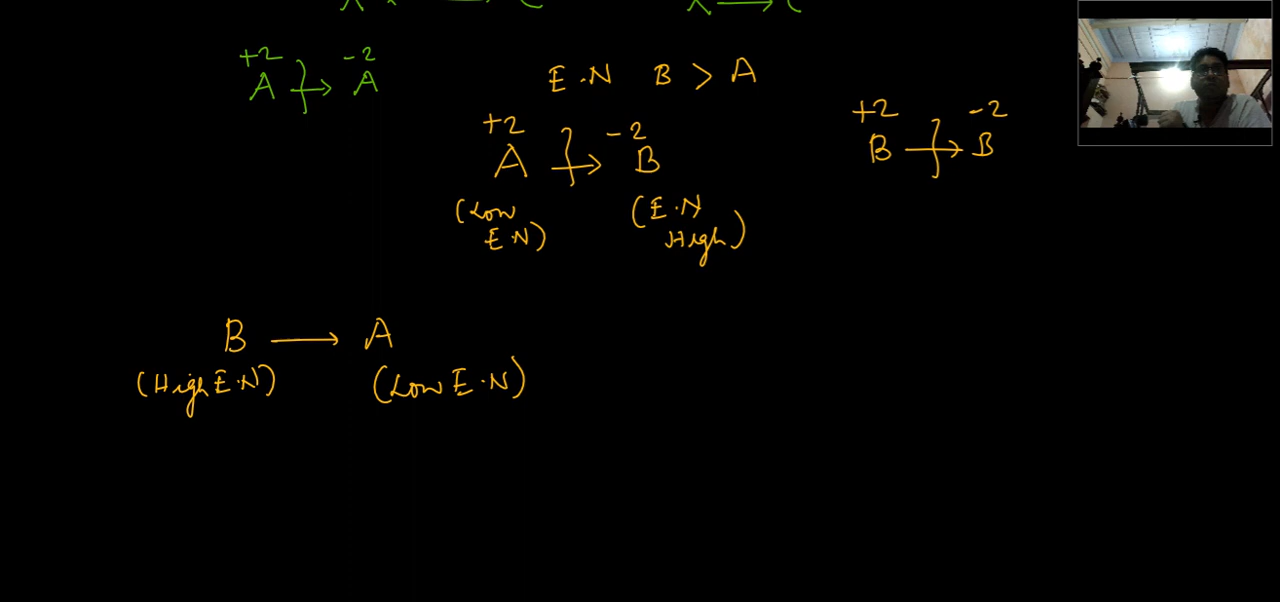 A → C
A → C
+2 -2
A } → A
E.N B > A
+2 -2
A } → B
(Low E.N) (E.N High)
+2 -2
B } → B
B → A
(High E.N) (Low E.N)